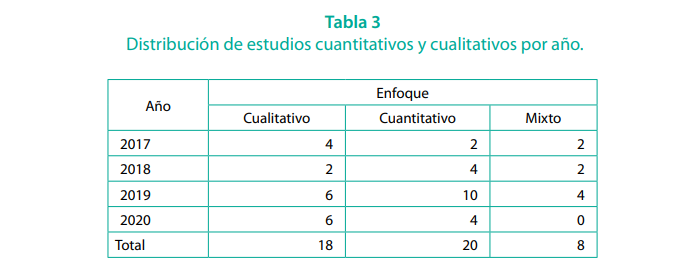 Tabla 3
Distribución de estudios cuantitativos y cualitativos por año.
Año Enfoque
Cualitativo Cuantitativo Mixto
2017 4 2 2
2018 2 4 2
2019 6 10 4
2020 6 4 0
Total 18 20 8